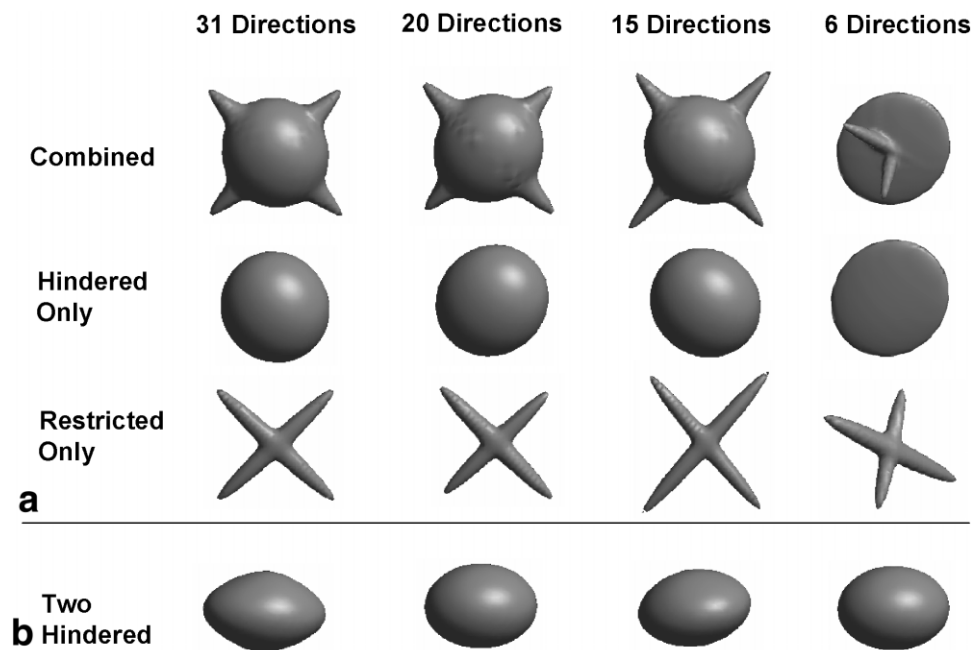 31 Directions 20 Directions 15 Directions 6 Directions
Combined
Hindered
Only
Restricted
Only
a
Two
b Hindered